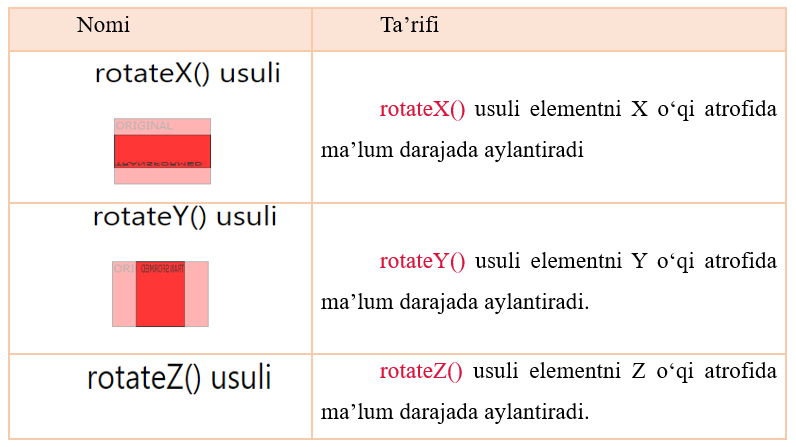 Nomi
Ta’rifi
rotateX() usuli
ORIGINAL
TRANSFORMED
rotateX() usuli elementni X o‘qi atrofida
ma’lum darajada aylantiradi
rotateY() usuli
ORI
TRANSFORMED
rotateY() usuli elementni Y o‘qi atrofida
ma’lum darajada aylantiradi.
rotateZ() usuli
rotateZ() usuli elementni Z o‘qi atrofida
ma’lum darajada aylantiradi.